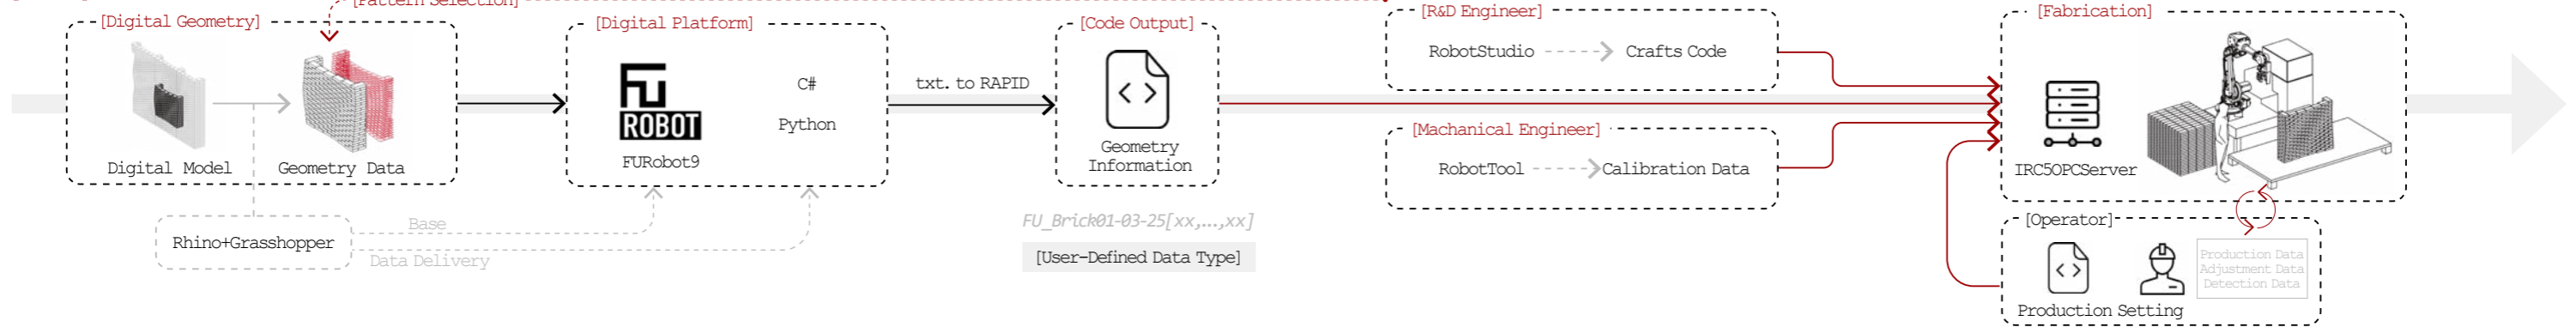 [Pattern Selection]
[Digital Geometry]
Digital Model
Geometry Data
Rhino+Grasshopper
Base
Data Delivery
[Digital Platform]
FU
ROBOT
FURobot9
C#
Python
txt. to RAPID
[Code Output]
Geometry
Information
FU_Brick01-03-25[xx,...,xx]
[User-Defined Data Type]
[R&D Engineer]
RobotStudio
Crafts Code
[Machanical Engineer]
RobotTool
Calibration Data
[Fabrication]
IRC5OPCServer
[Operator]
Production Setting
Production Data
Adjustment Data
Detection Data